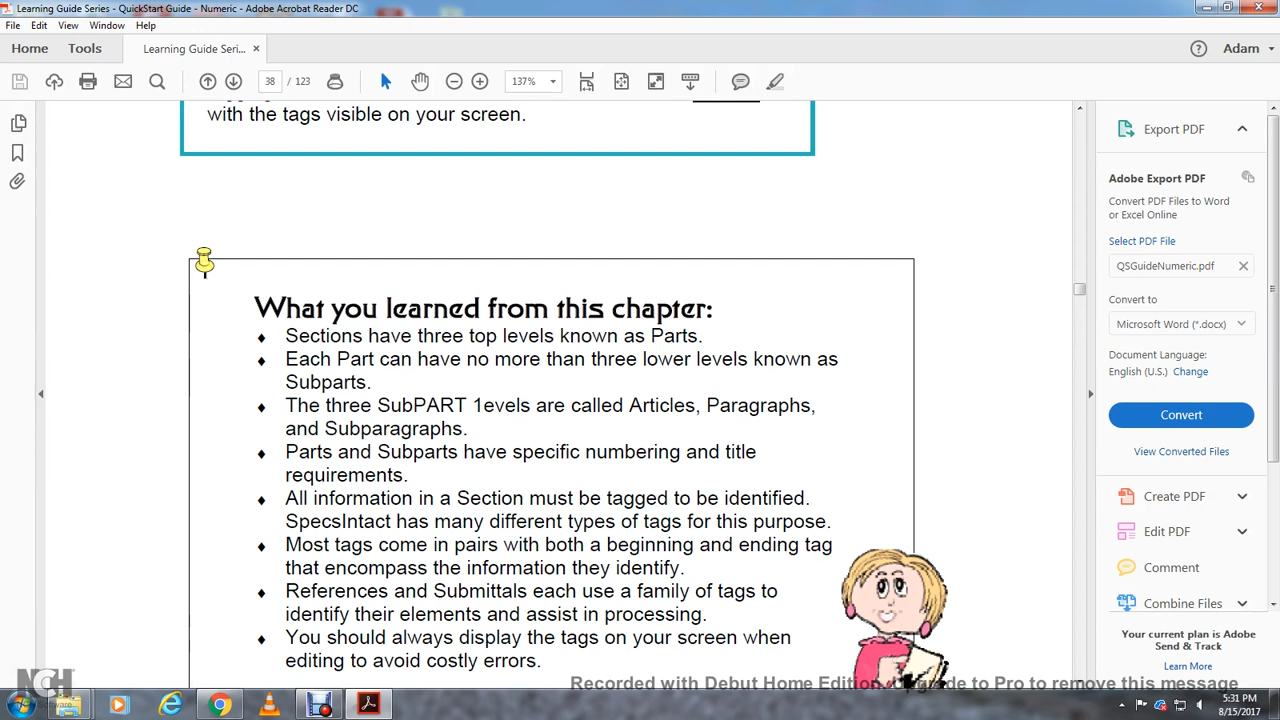 Learning Guide Series - QuickStart Guide - Numeric - Adobe Acrobat Reader DC
File Edit View Window Help
Home Tools Learning Guide Seri... × Adam
38 / 123 137%
with the tags visible on your screen.
What you learned from this chapter:
♦ Sections have three top levels known as Parts.
♦ Each Part can have no more than three lower levels known as
Subparts.
♦ The three SubPART 1evels are called Articles, Paragraphs,
and Subparagraphs.
♦ Parts and Subparts have specific numbering and title
requirements.
♦ All information in a Section must be tagged to be identified.
SpecsIntact has many different types of tags for this purpose.
♦ Most tags come in pairs with both a beginning and ending tag
that encompass the information they identify.
♦ References and Submittals each use a family of tags to
identify their elements and assist in processing.
♦ You should always display the tags on your screen when
editing to avoid costly errors.
Export PDF
Adobe Export PDF
Convert PDF Files to Word
or Excel Online
Select PDF File
QSGuideNumeric.pdf
Convert to
Microsoft Word (*.docx)
Document Language:
English (U.S.) Change
Convert
View Converted Files
Create PDF
Edit PDF
Comment
Combine Files
Your current plan is Adobe
Send & Track
Learn More
NCH
Software
Recorded with Debut Home Edition. Upgrade to Pro to remove this message
5:31 PM
8/15/2017